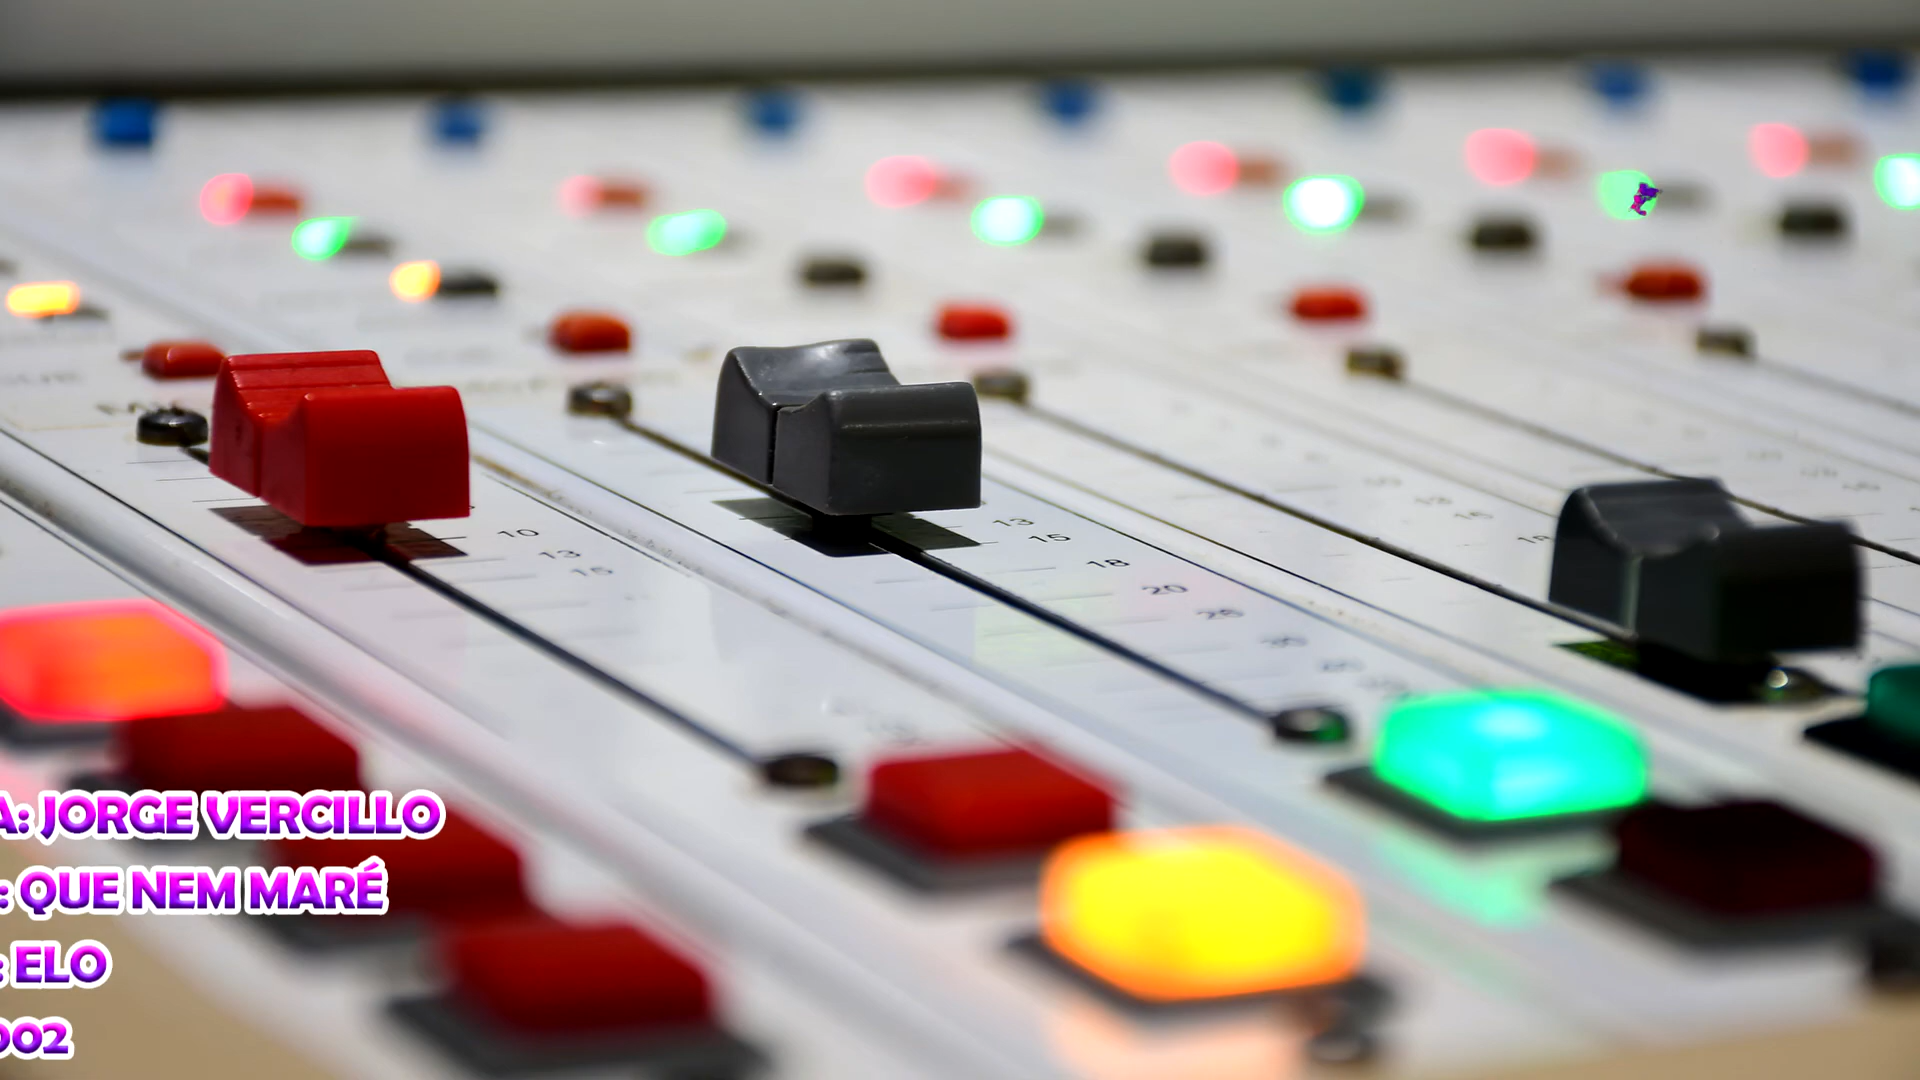 A: JORGE VERCILLO
: QUE NEM MARÉ
: ELO
002
10
13
15
13
15
18
20